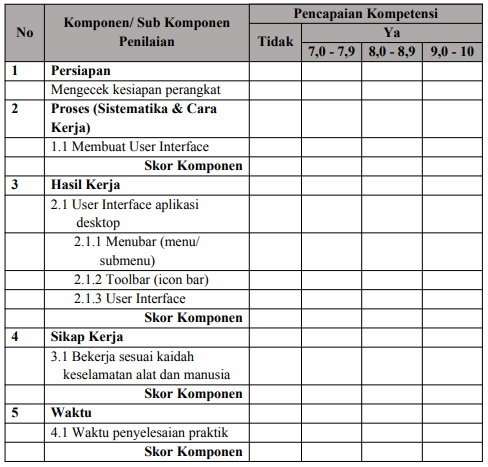 No
Komponen/ Sub Komponen
Penilaian
Pencapaian Kompetensi
Tidak
Ya
7,0 - 7,9
8,0 - 8,9
9,0 - 10
1 Persiapan
Mengecek kesiapan perangkat
2 Proses (Sistematika & Cara
Kerja)
1.1 Membuat User Interface
Skor Komponen
3 Hasil Kerja
2.1 User Interface aplikasi
desktop
2.1.1 Menubar (menu/
submenu)
2.1.2 Toolbar (icon bar)
2.1.3 User Interface
Skor Komponen
4 Sikap Kerja
3.1 Bekerja sesuai kaidah
keselamatan alat dan manusia
Skor Komponen
5 Waktu
4.1 Waktu penyelesaian praktik
Skor Komponen